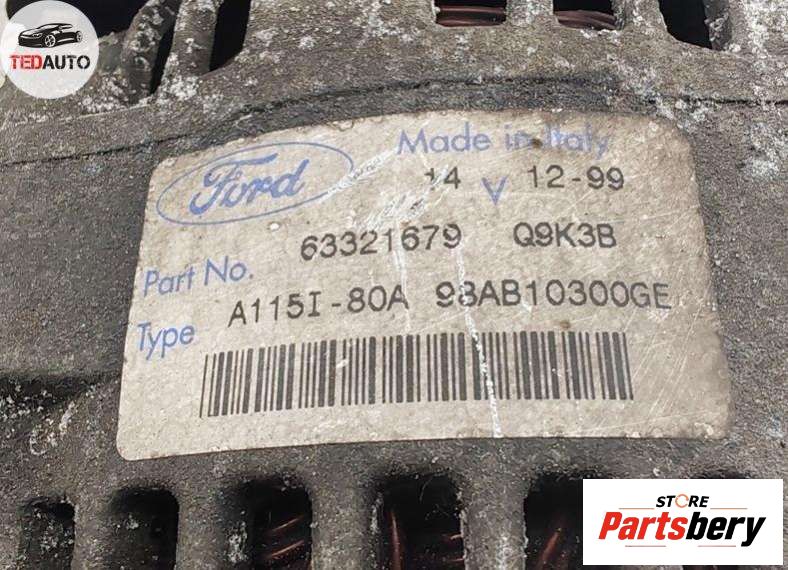 TEDAUTO
Ford
Made in Italy
14 V 12-99
Part No. 63321679 Q9K3B
Type A115I-80A 98AB10300GE
STORE
Partsbery